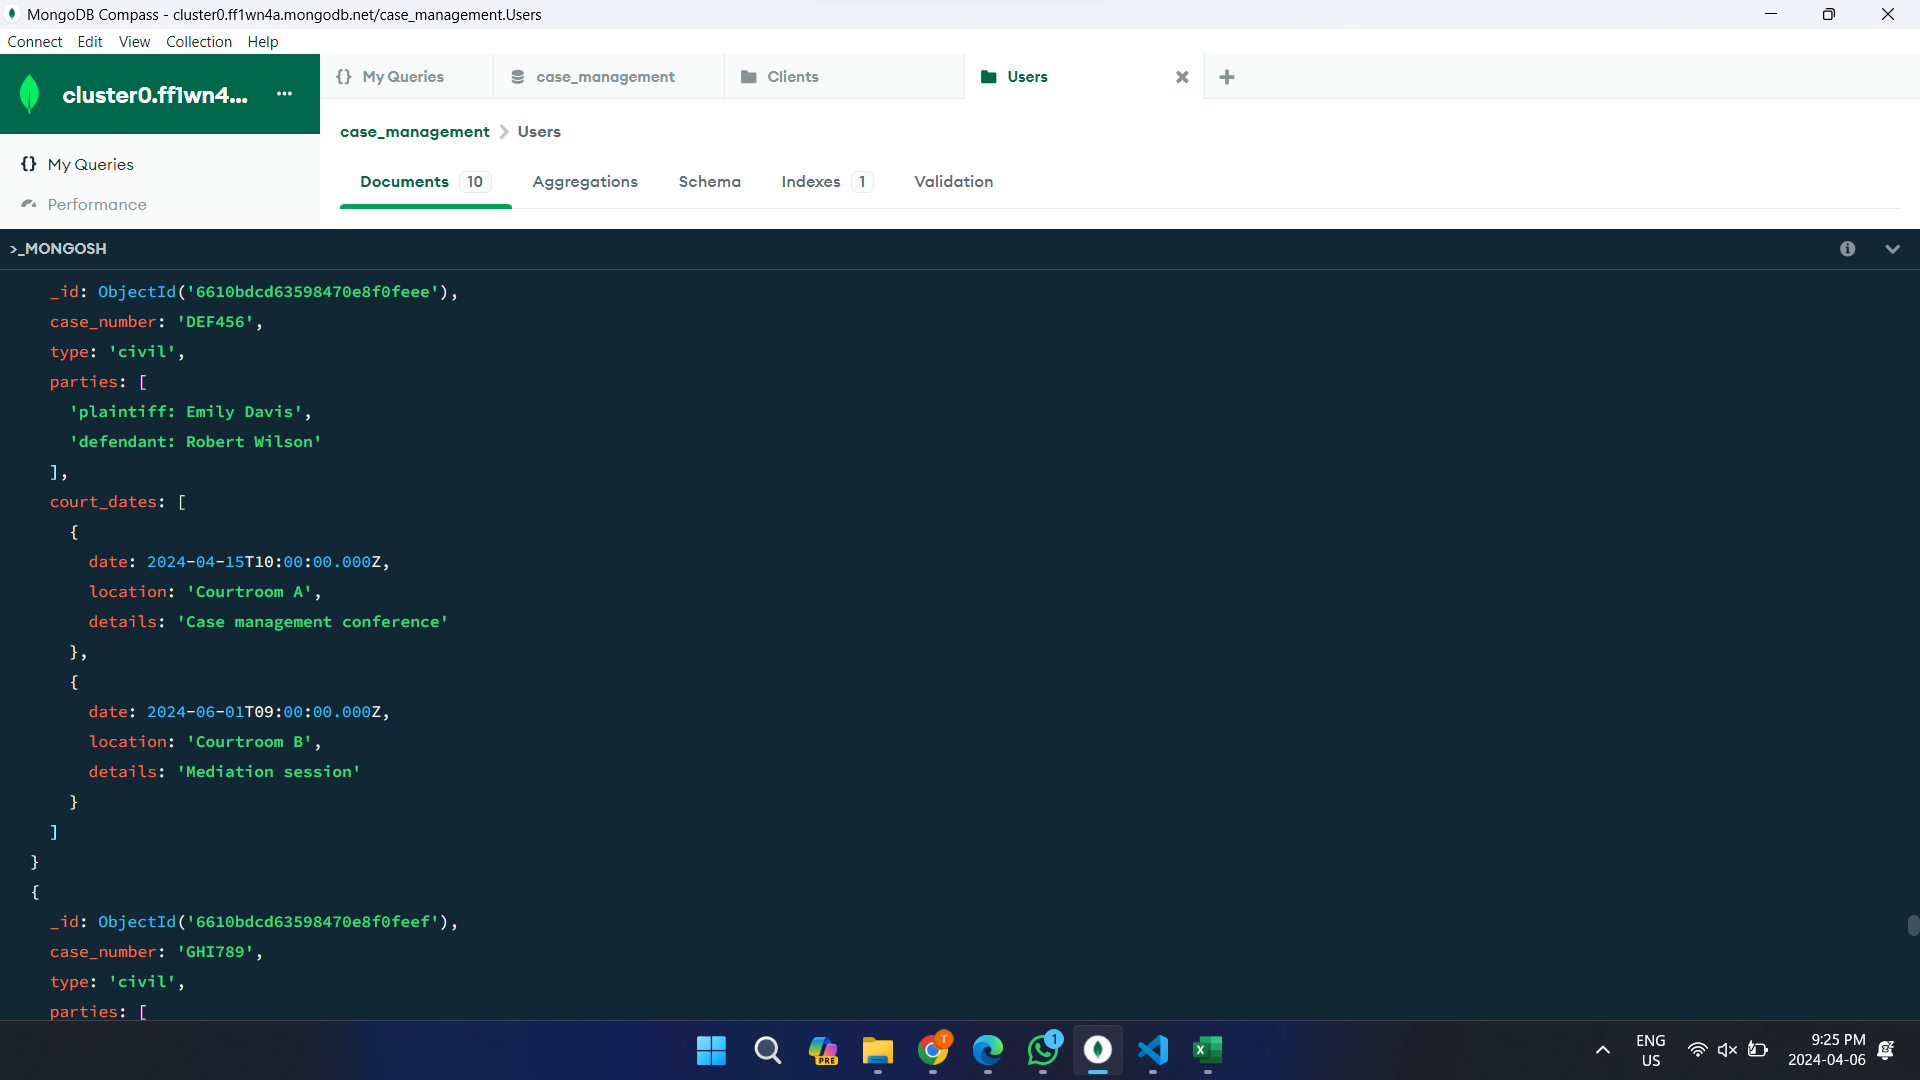 MongoDB Compass - cluster0.ff1wn4a.mongodb.net/case_management.Users
Connect Edit View Collection Help
cluster0.ff1wn4... ...
{} My Queries
case_management
Clients
Users
case_management > Users
My Queries
Performance
Documents 10 Aggregations Schema Indexes 1 Validation
>_MONGOSH
_id: ObjectId('6610bdcd63598470e8f0feee'),
case_number: 'DEF456',
type: 'civil',
parties: [
'plaintiff: Emily Davis',
'defendant: Robert Wilson'
],
court_dates: [
{
date: 2024-04-15T10:00:00.000Z,
location: 'Courtroom A',
details: 'Case management conference'
},
{
date: 2024-06-01T09:00:00.000Z,
location: 'Courtroom B',
details: 'Mediation session'
}
]
}
{
_id: ObjectId('6610bdcd63598470e8f0feef'),
case_number: 'GHI789',
type: 'civil',
parties: [
PRE
T
1
ENG
US
9:25 PM
2024-04-06